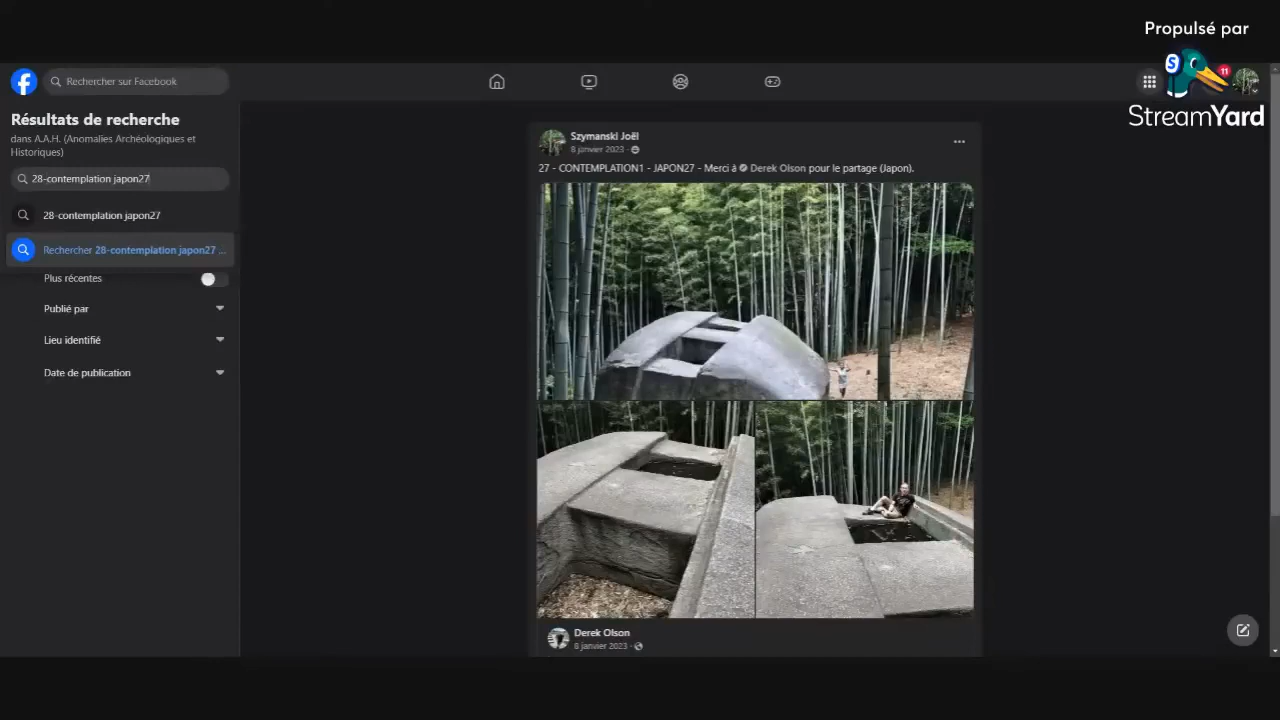 Propulsé par
StreamYard
Rechercher sur Facebook
11
Résultats de recherche
dans A.A.H. (Anomalies Archéologiques et
Historiques)
28-contemplation japon27
28-contemplation japon27
Rechercher 28-contemplation japon27 ...
Plus récentes
Publié par
Lieu identifié
Date de publication
Szymanski Joël
8 janvier 2023 ·
27 - CONTEMPLATION1 - JAPON27 - Merci à Derek Olson pour le partage (Japon).
Derek Olson
8 janvier 2023 ·